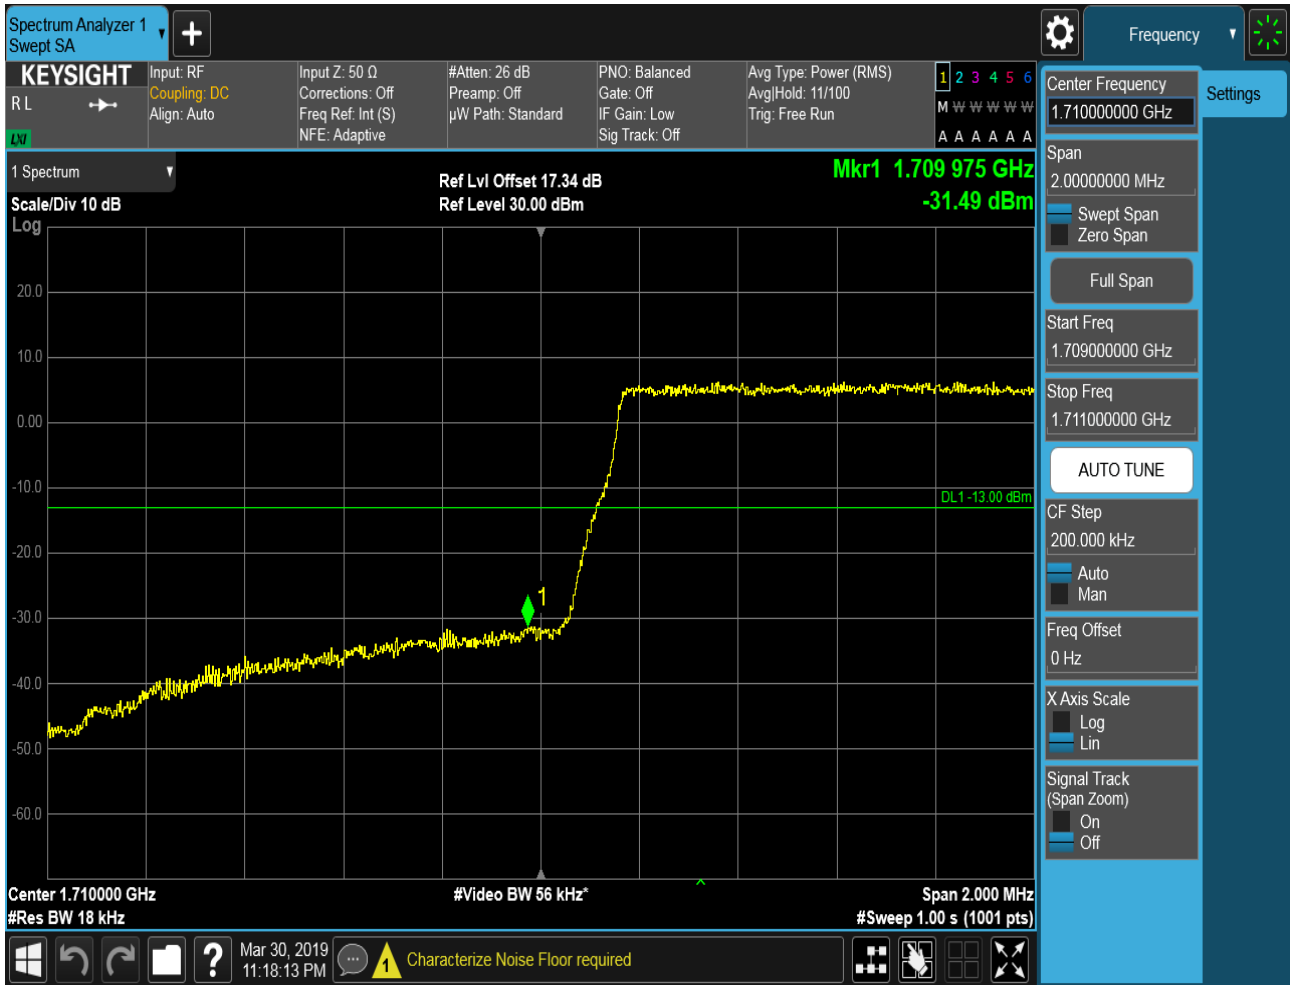 Spectrum Analyzer 1
Swept SA
Frequency
KEYSIGHT
R L
LXI
Input: RF
Coupling: DC
Align: Auto
Input Z: 50 Ω
Corrections: Off
Freq Ref: Int (S)
NFE: Adaptive
#Atten: 26 dB
Preamp: Off
µW Path: Standard
PNO: Balanced
Gate: Off
IF Gain: Low
Sig Track: Off
Avg Type: Power (RMS)
Avg|Hold: 11/100
Trig: Free Run
1 2 3 4 5 6
M W W W W W
A A A A A A
1 Spectrum
Scale/Div 10 dB
Log
Ref Lvl Offset 17.34 dB
Ref Level 30.00 dBm
Mkr1 1.709 975 GHz
-31.49 dBm
20.0
10.0
0.00
-10.0
DL1 -13.00 dBm
-20.0
1
-30.0
-40.0
-50.0
-60.0
Center 1.710000 GHz
#Video BW 56 kHz*
Span 2.000 MHz
#Res BW 18 kHz
#Sweep 1.00 s (1001 pts)
Center Frequency
1.710000000 GHz
Settings
Span
2.00000000 MHz
Swept Span
Zero Span
Full Span
Start Freq
1.709000000 GHz
Stop Freq
1.711000000 GHz
AUTO TUNE
CF Step
200.000 kHz
Auto
Man
Freq Offset
0 Hz
X Axis Scale
Log
Lin
Signal Track
(Span Zoom)
On
Off
?
Mar 30, 2019
11:18:13 PM
1
Characterize Noise Floor required